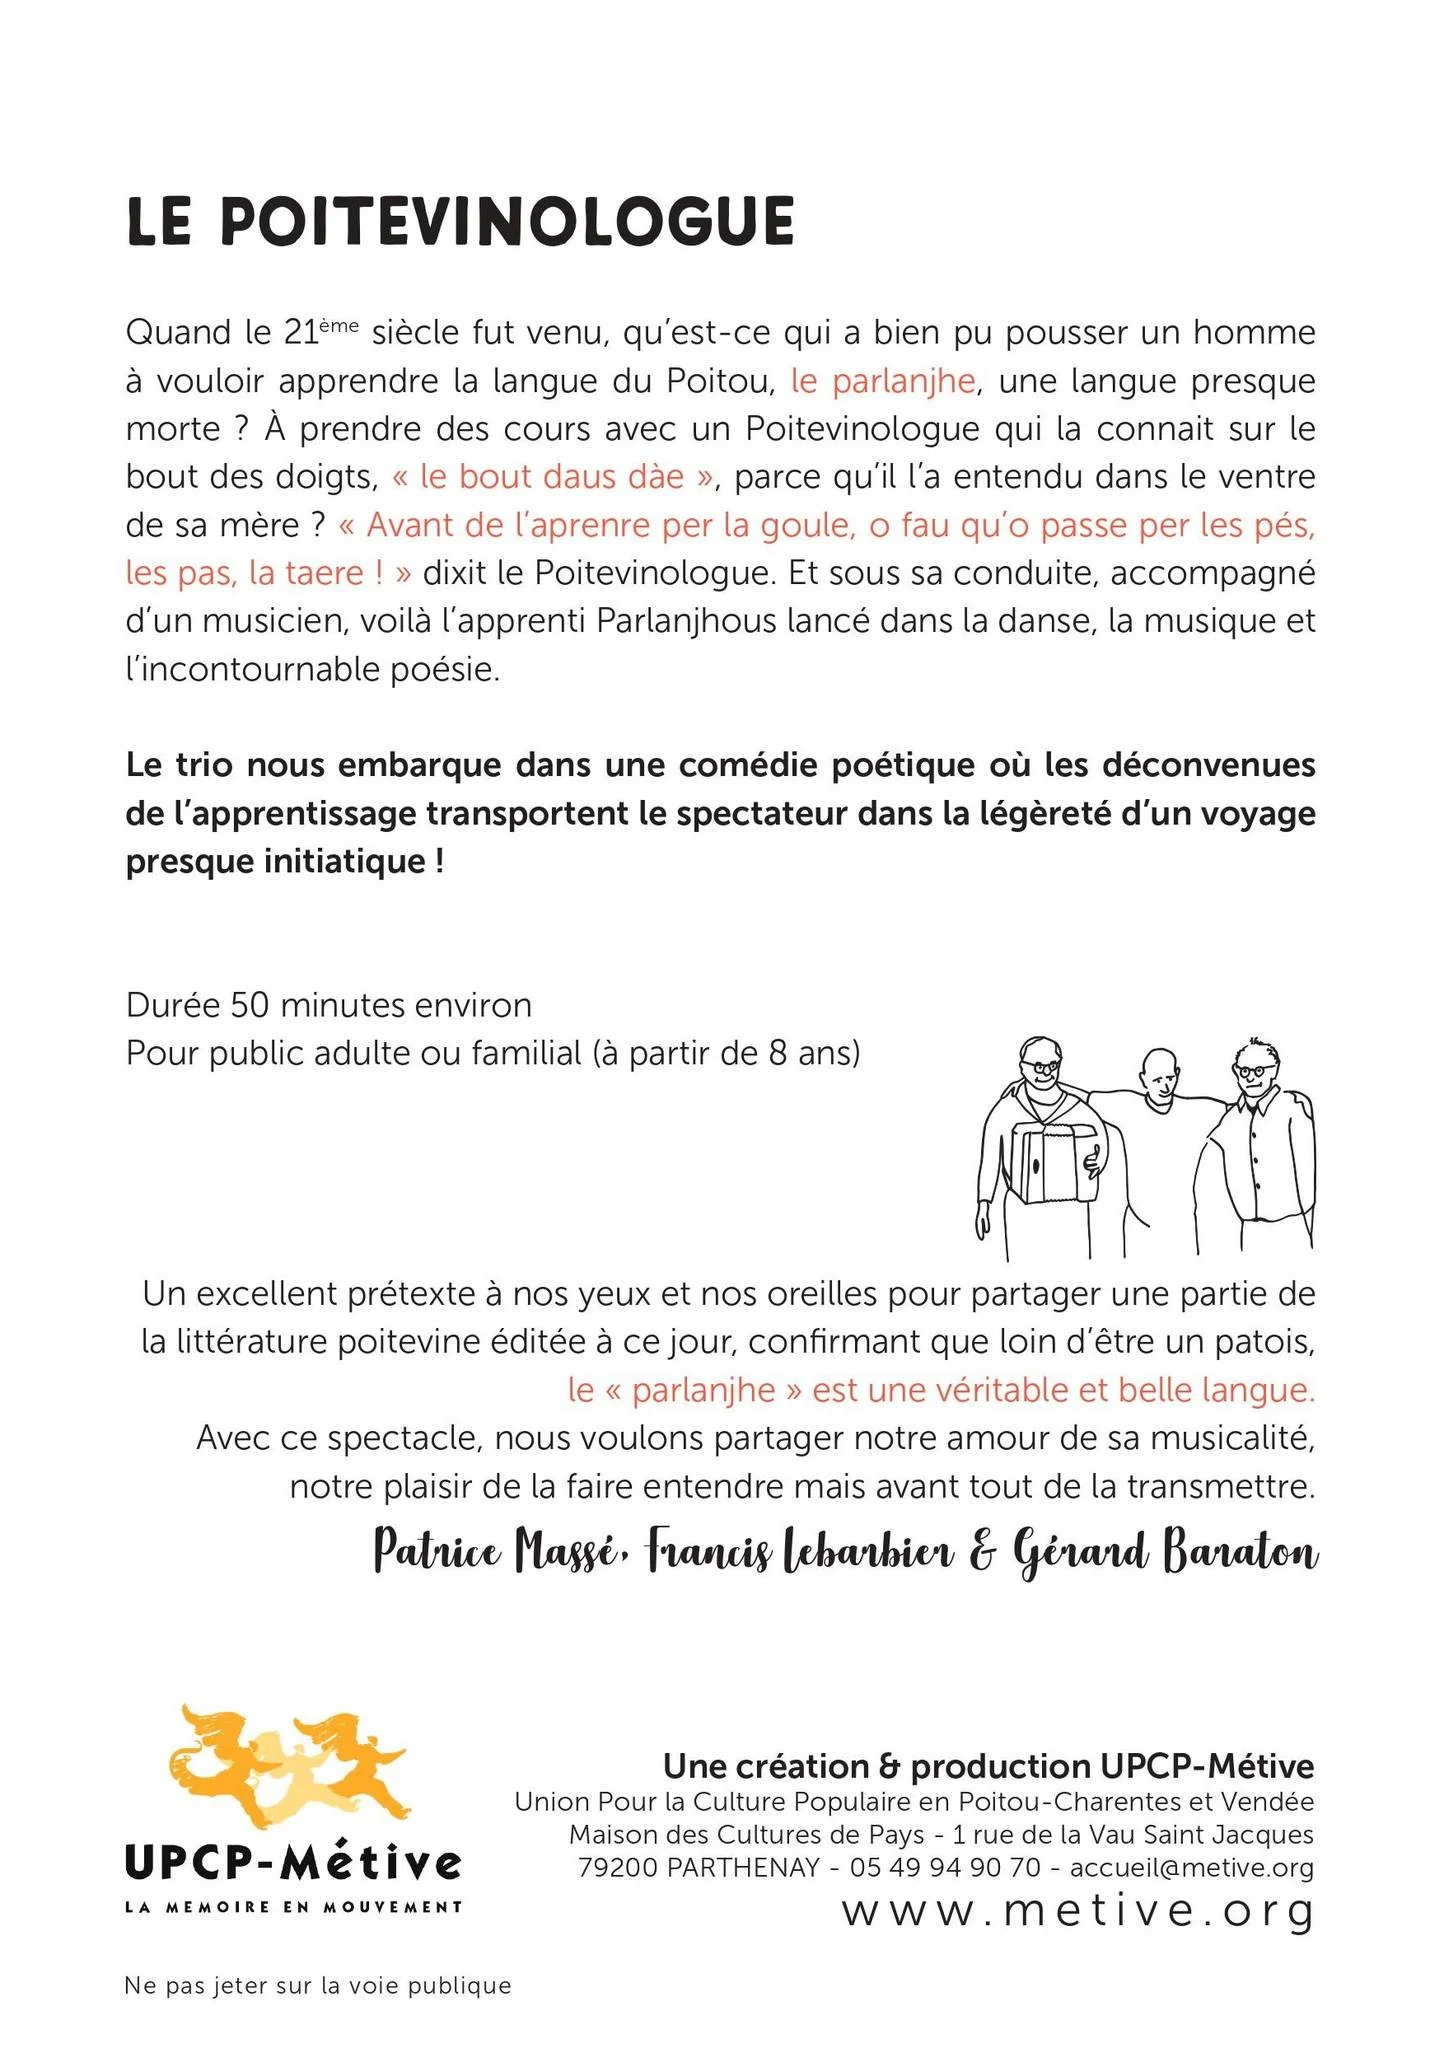 LE POITEVINOLOGUE
Quand le 21ème siècle fut venu, qu'est-ce qui a bien pu pousser un homme
à vouloir apprendre la langue du Poitou, le parlanjhe, une langue presque
morte ? À prendre des cours avec un Poitevinologue qui la connait sur le
bout des doigts, « le bout daus dàe », parce qu'il l'a entendu dans le ventre
de sa mère ? « Avant de l'aprenre per la goule, o fau qu'o passe per les pés,
les pas, la taere ! » dixit le Poitevinologue. Et sous sa conduite, accompagné
d'un musicien, voilà l'apprenti Parlanjhous lancé dans la danse, la musique et
l'incontournable poésie.
Le trio nous embarque dans une comédie poétique où les déconvenues
de l'apprentissage transportent le spectateur dans la légèreté d'un voyage
presque initiatique !
Durée 50 minutes environ
Pour public adulte ou familial (à partir de 8 ans)
Un excellent prétexte à nos yeux et nos oreilles pour partager une partie de
la littérature poitevine éditée à ce jour, confirmant que loin d'être un patois,
le « parlanjhe » est une véritable et belle langue.
Avec ce spectacle, nous voulons partager notre amour de sa musicalité,
notre plaisir de la faire entendre mais avant tout de la transmettre.
Patrice Massé, Francis Lebarbier & Gérard Baraton
UPCP-Métive
LA MEMOIRE EN MOUVEMENT
Une création & production UPCP-Métive
Union Pour la Culture Populaire en Poitou-Charentes et Vendée
Maison des Cultures de Pays - 1 rue de la Vau Saint Jacques
79200 PARTHENAY - 05 49 94 90 70 - accueil@metive.org
www.metive.org
Ne pas jeter sur la voie publique